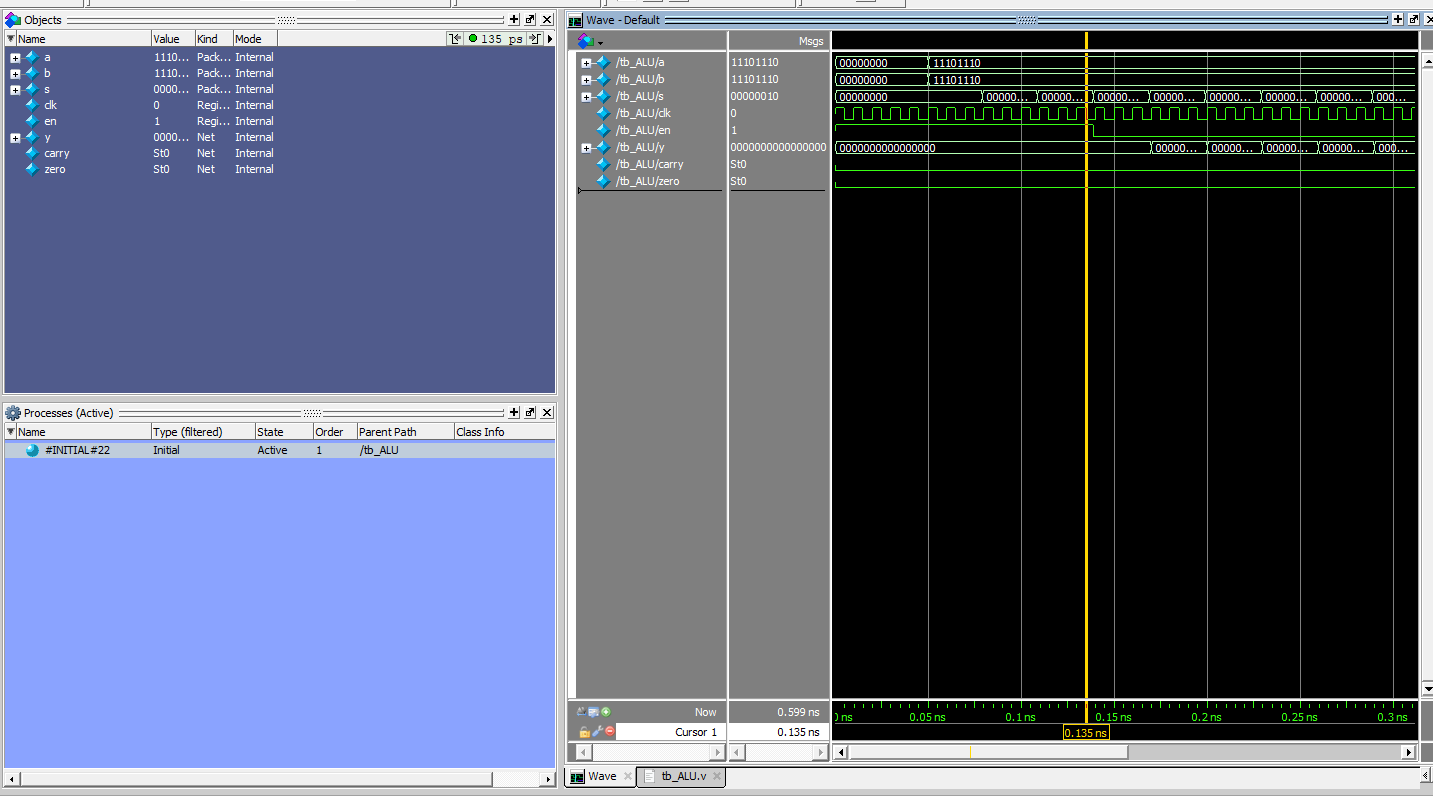 Objects
Name Value Kind Mode 135 ps
a 1110... Pack... Internal
b 1110... Pack... Internal
s 0000... Pack... Internal
clk 0 Regi... Internal
en 1 Regi... Internal
y 0000... Net Internal
carry St0 Net Internal
zero St0 Net Internal
Processes (Active)
Name Type (filtered) State Order Parent Path Class Info
#INITIAL#22 Initial Active 1 /tb_ALU
Wave - Default
Msgs
/tb_ALU/a 11101110 00000000 11101110
/tb_ALU/b 11101110 00000000 11101110
/tb_ALU/s 00000010 00000000 00000... 00000... 00000... 00000... 00000... 00000... 00000... 000...
/tb_ALU/clk 0
/tb_ALU/en 1
/tb_ALU/y 0000000000000000 0000000000000000 00000... 00000... 00000... 00000... 000...
/tb_ALU/carry St0
/tb_ALU/zero St0
Now 0.599 ns ns 0.05 ns 0.1 ns 0.15 ns 0.2 ns 0.25 ns 0.3 ns
Cursor 1 0.135 ns 0.135 ns
Wave tb_ALU.v